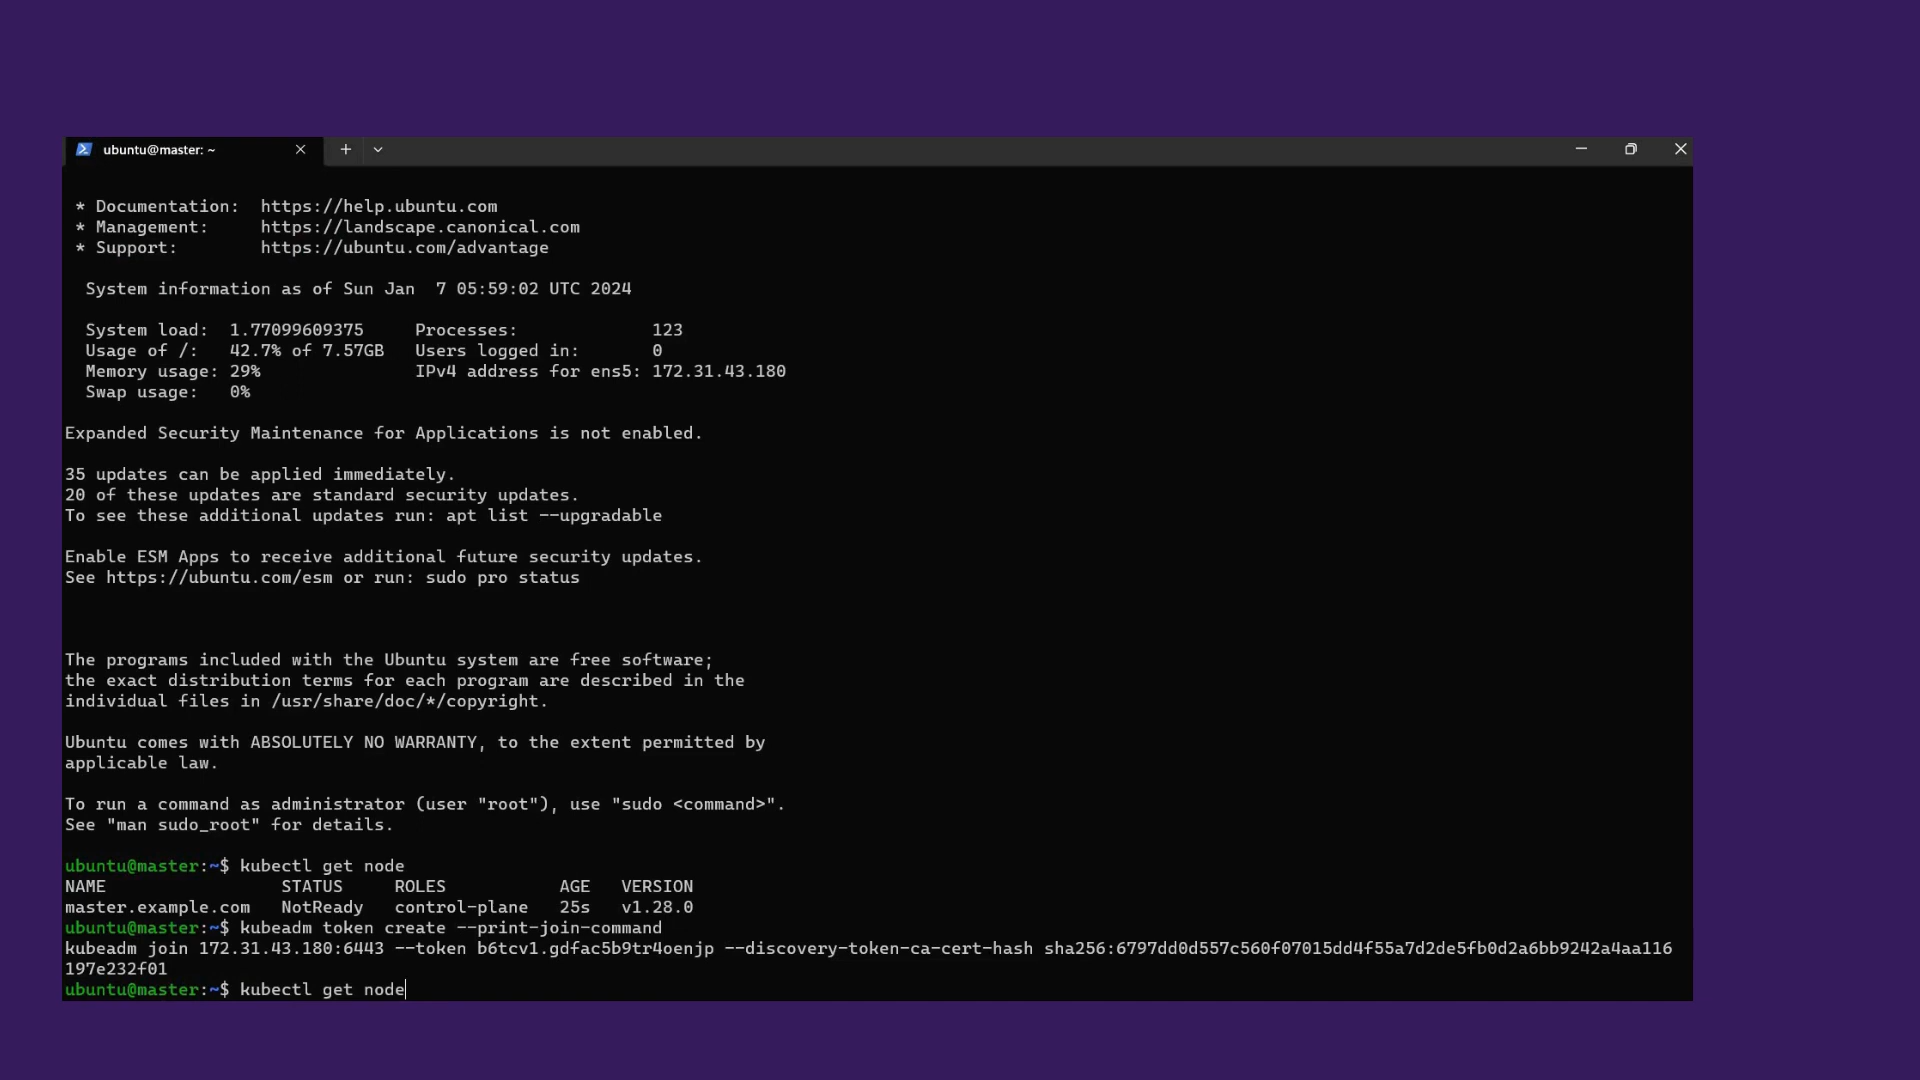 ubuntu@master: ~
* Documentation:  https://help.ubuntu.com
* Management:     https://landscape.canonical.com
* Support:        https://ubuntu.com/advantage
System information as of Sun Jan  7 05:59:02 UTC 2024
System load:  1.77099609375     Processes:             123
Usage of /:   42.7% of 7.57GB   Users logged in:       0
Memory usage: 29%               IPv4 address for ens5: 172.31.43.180
Swap usage:   0%
Expanded Security Maintenance for Applications is not enabled.
35 updates can be applied immediately.
20 of these updates are standard security updates.
To see these additional updates run: apt list --upgradable
Enable ESM Apps to receive additional future security updates.
See https://ubuntu.com/esm or run: sudo pro status
The programs included with the Ubuntu system are free software;
the exact distribution terms for each program are described in the
individual files in /usr/share/doc/*/copyright.
Ubuntu comes with ABSOLUTELY NO WARRANTY, to the extent permitted by
applicable law.
To run a command as administrator (user "root"), use "sudo <command>".
See "man sudo_root" for details.
ubuntu@master:~$ kubectl get node
NAME                 STATUS     ROLES           AGE   VERSION
master.example.com   NotReady   control-plane   25s   v1.28.0
ubuntu@master:~$ kubeadm token create --print-join-command
kubeadm join 172.31.43.180:6443 --token b6tcv1.gdfac5b9tr4oenjp --discovery-token-ca-cert-hash sha256:6797dd0d557c560f07015dd4f55a7d2de5fb0d2a6bb9242a4aa116
197e232f01
ubuntu@master:~$ kubectl get node